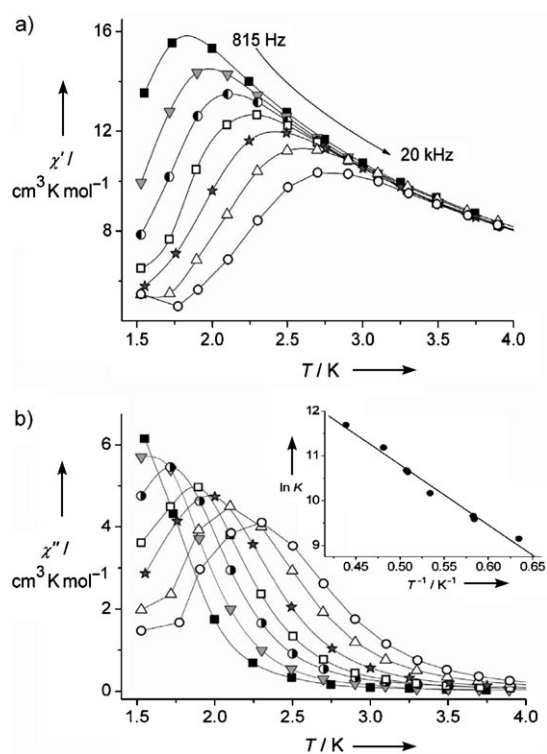 a)
16
12
8
815 Hz
20 kHz
χ′ /
cm³ K mol⁻¹
1.5 2.0 2.5 3.0 3.5 4.0
T / K
b)
6
4
2
0
χ″ /
cm³ K mol⁻¹
12
11
10
9
ln K
0.45 0.50 0.55 0.60 0.65
T⁻¹ / K⁻¹
1.5 2.0 2.5 3.0 3.5 4.0
T / K